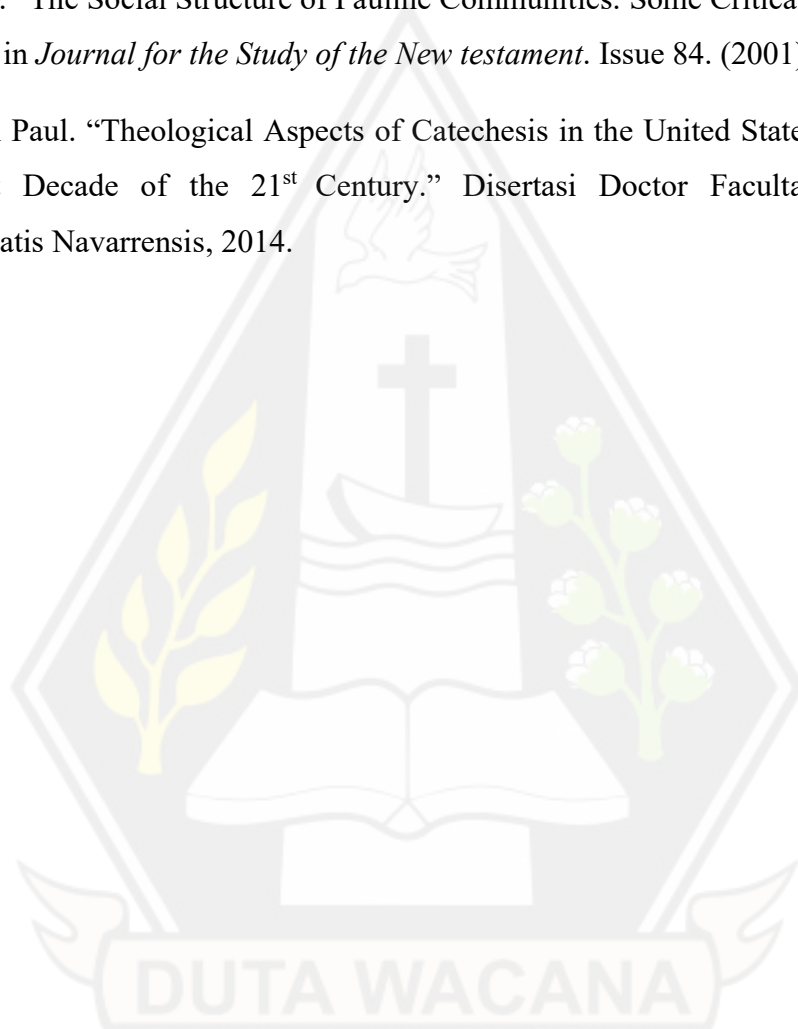 . “The Social Structure of Pauline Communities: Some Critica
in Journal for the Study of the New testament. Issue 84. (2001)
Paul. “Theological Aspects of Catechesis in the United State
Decade of the 21st Century.” Disertasi Doctor Faculta
atis Navarrensis, 2014.
DUTA WACANA